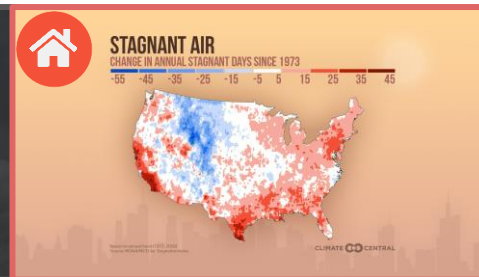 STAGNANT AIR
CHANGE IN ANNUAL STAGNANT DAYS SINCE 1973
-55 -45 -35 -25 -15 -5 5 15 25 35 45
CLIMATE CENTRAL